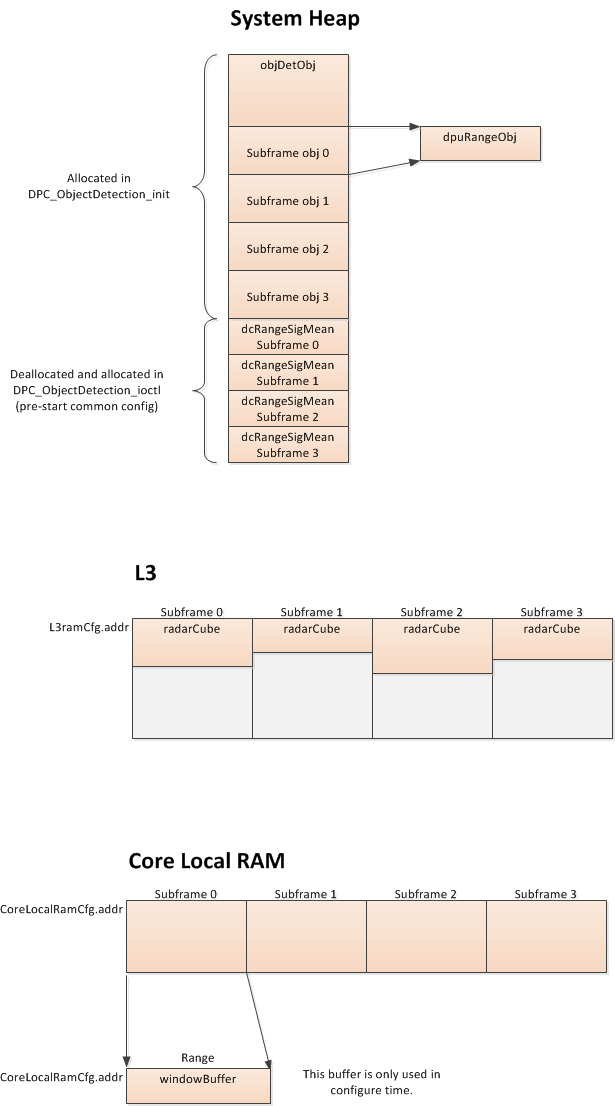 System Heap
objDetObj
dpuRangeObj
Subframe obj 0
Allocated in
DPC_ObjectDetection_init
Subframe obj 1
Subframe obj 2
Subframe obj 3
dcRangeSigMean
Subframe 0
dcRangeSigMean
Subframe 1
Deallocated and allocated in
DPC_ObjectDetection_ioctl
(pre-start common config)
dcRangeSigMean
Subframe 2
dcRangeSigMean
Subframe 3
L3
Subframe 0 Subframe 1 Subframe 2 Subframe 3
L3ramCfg.addr radarCube radarCube radarCube radarCube
Core Local RAM
Subframe 0 Subframe 1 Subframe 2 Subframe 3
CoreLocalRamCfg.addr
Range
CoreLocalRamCfg.addr windowBuffer
This buffer is only used in
configure time.